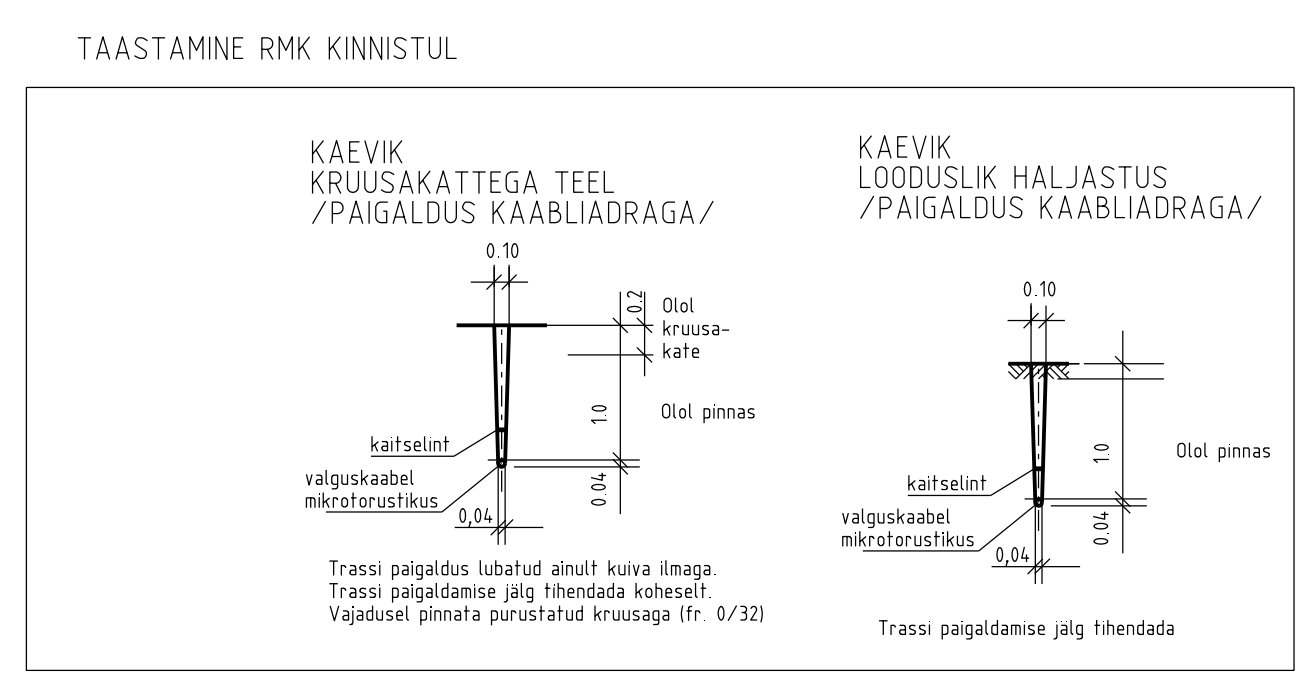 TAASTAMINE RMK KINNISTUL
KAEVIK
KRUUSAKATTEGA TEEL
/PAIGALDUS KAABLIADRAGA/
0.10
0.2
Olol
kruusa-
kate
1.0
Olol pinnas
kaitselint
valguskaabel
mikrotorustikus
0.04
0,04
Trassi paigaldus lubatud ainult kuiva ilmaga.
Trassi paigaldamise jälg tihendada koheselt.
Vajadusel pinnata purustatud kruusaga (fr. 0/32)
KAEVIK
LOODUSLIK HALJASTUS
/PAIGALDUS KAABLIADRAGA/
0.10
1.0
Olol pinnas
kaitselint
valguskaabel
mikrotorustikus
0.04
0,04
Trassi paigaldamise jälg tihendada